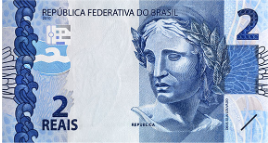 REPÚBLICA FEDERATIVA DO BRASIL
2
2
REAIS
REPÚBLICA